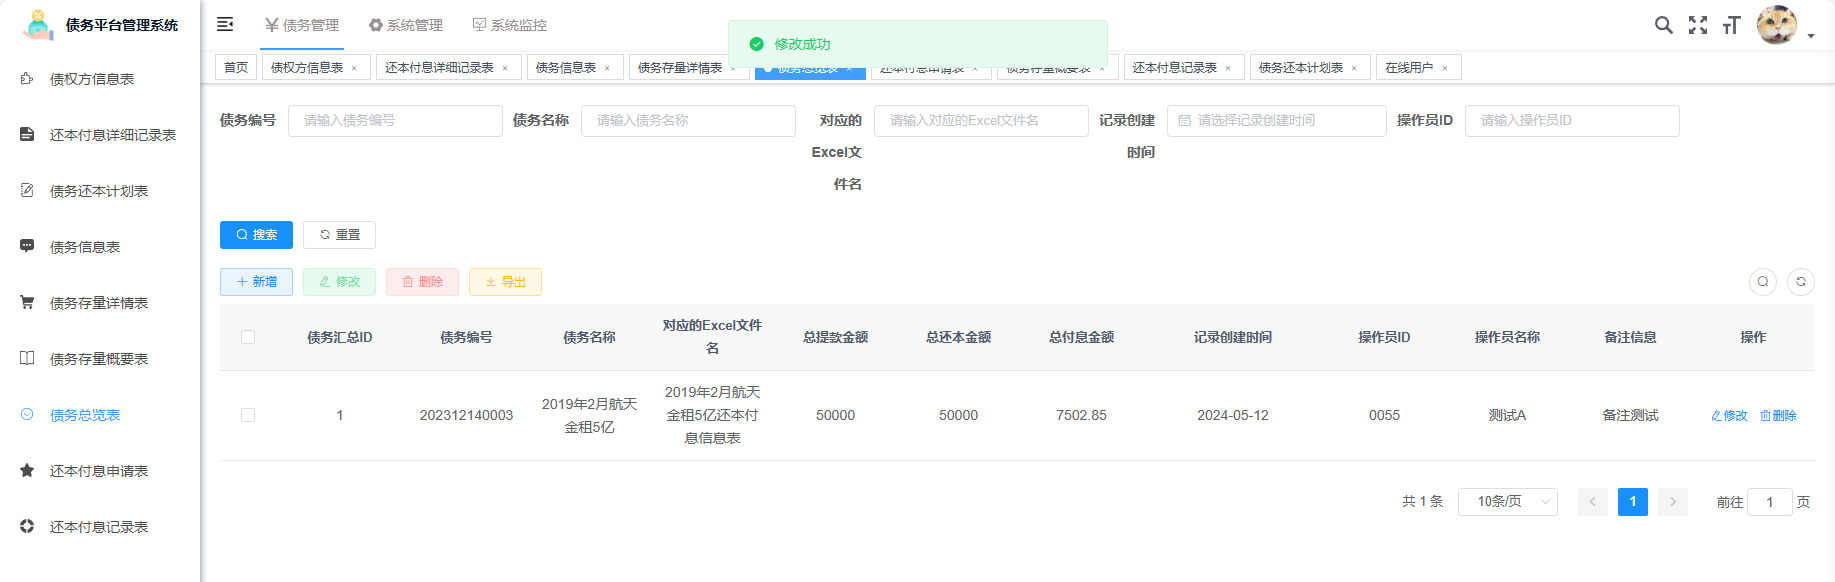 债务平台管理系统
债务管理
系统管理
系统监控
修改成功
首页
债权方信息表 ×
还本付息详细记录表 ×
债务信息表 ×
债务存量详情表 ×
债务总览表 ×
还本付息申请表 ×
债务存量概要表 ×
还本付息记录表 ×
债务还本计划表 ×
在线用户 ×
债权方信息表
还本付息详细记录表
债务还本计划表
债务信息表
债务存量详情表
债务存量概要表
债务总览表
还本付息申请表
还本付息记录表
债务编号 请输入债务编号
债务名称 请输入债务名称
对应的
Excel文
件名
请输入对应的Excel文件名
记录创建
时间
请选择记录创建时间
操作员ID 请输入操作员ID
搜索
重置
新增
修改
删除
导出
债务汇总ID
债务编号
债务名称
对应的Excel文件
名
总提款金额
总还本金额
总付息金额
记录创建时间
操作员ID
操作员名称
备注信息
操作
1
202312140003
2019年2月航天
金租5亿
2019年2月航天
金租5亿还本付
息信息表
50000
50000
7502.85
2024-05-12
0055
测试A
备注测试
修改
删除
共 1 条
10条/页
1
前往 1 页